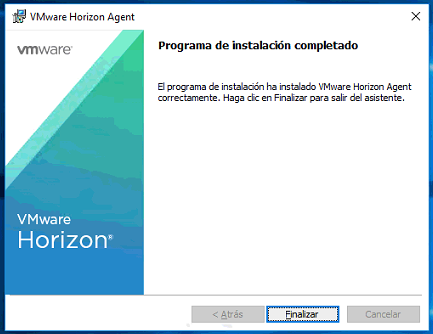 VMware Horizon Agent
vmware®
Programa de instalación completado
El programa de instalación ha instalado VMware Horizon Agent
correctamente. Haga clic en Finalizar para salir del asistente.
VMware
Horizon®
< Atrás
Finalizar
Cancelar